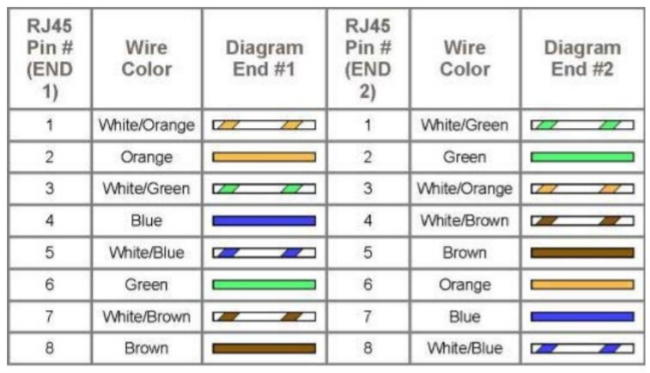 RJ45 Pin # (END 1) Wire Color Diagram End #1 RJ45 Pin # (END 2) Wire Color Diagram End #2
1 White/Orange 1 White/Green
2 Orange 2 Green
3 White/Green 3 White/Orange
4 Blue 4 White/Brown
5 White/Blue 5 Brown
6 Green 6 Orange
7 White/Brown 7 Blue
8 Brown 8 White/Blue